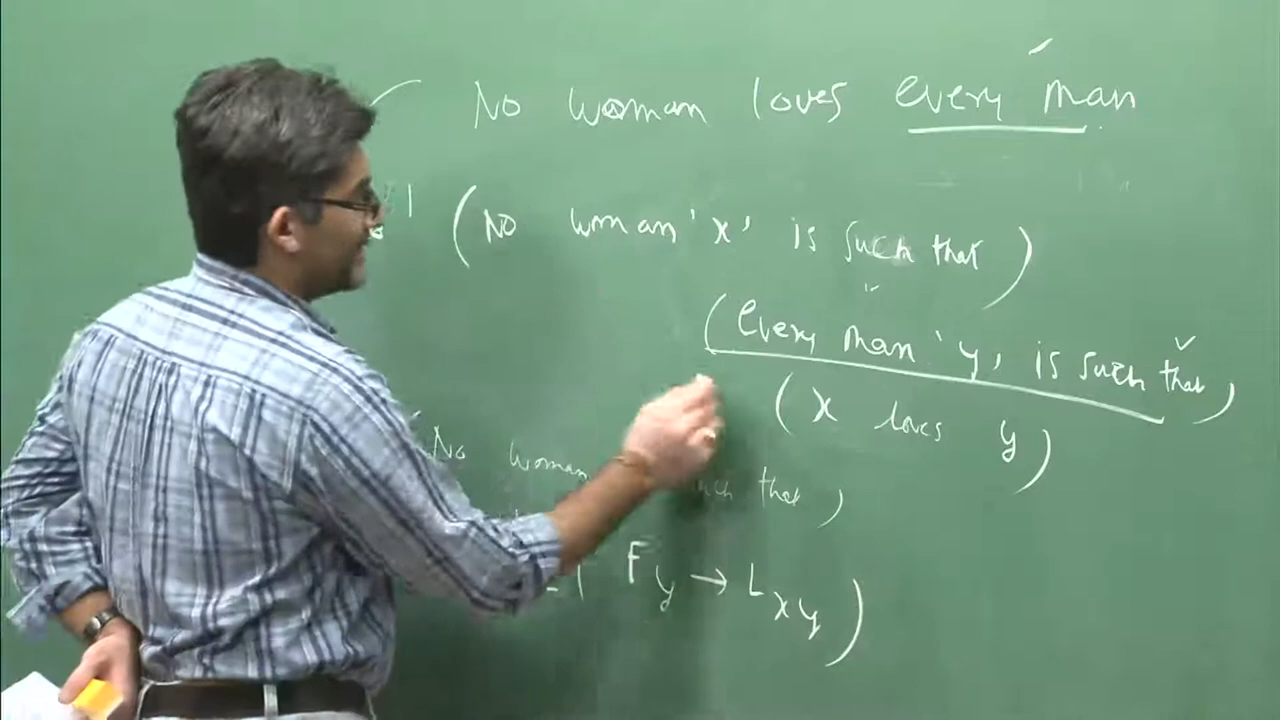 No woman loves every man
1 (No woman 'x' is such that)
(every man 'y' is such that)
(x loves y)
No woman such that)
Fy → Lxy)